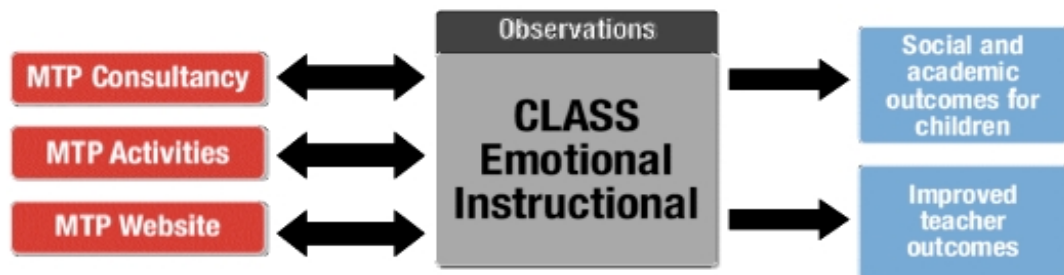 MTP Consultancy
MTP Activities
MTP Website
Observations
CLASS
Emotional
Instructional
Social and
academic
outcomes for
children
Improved
teacher
outcomes